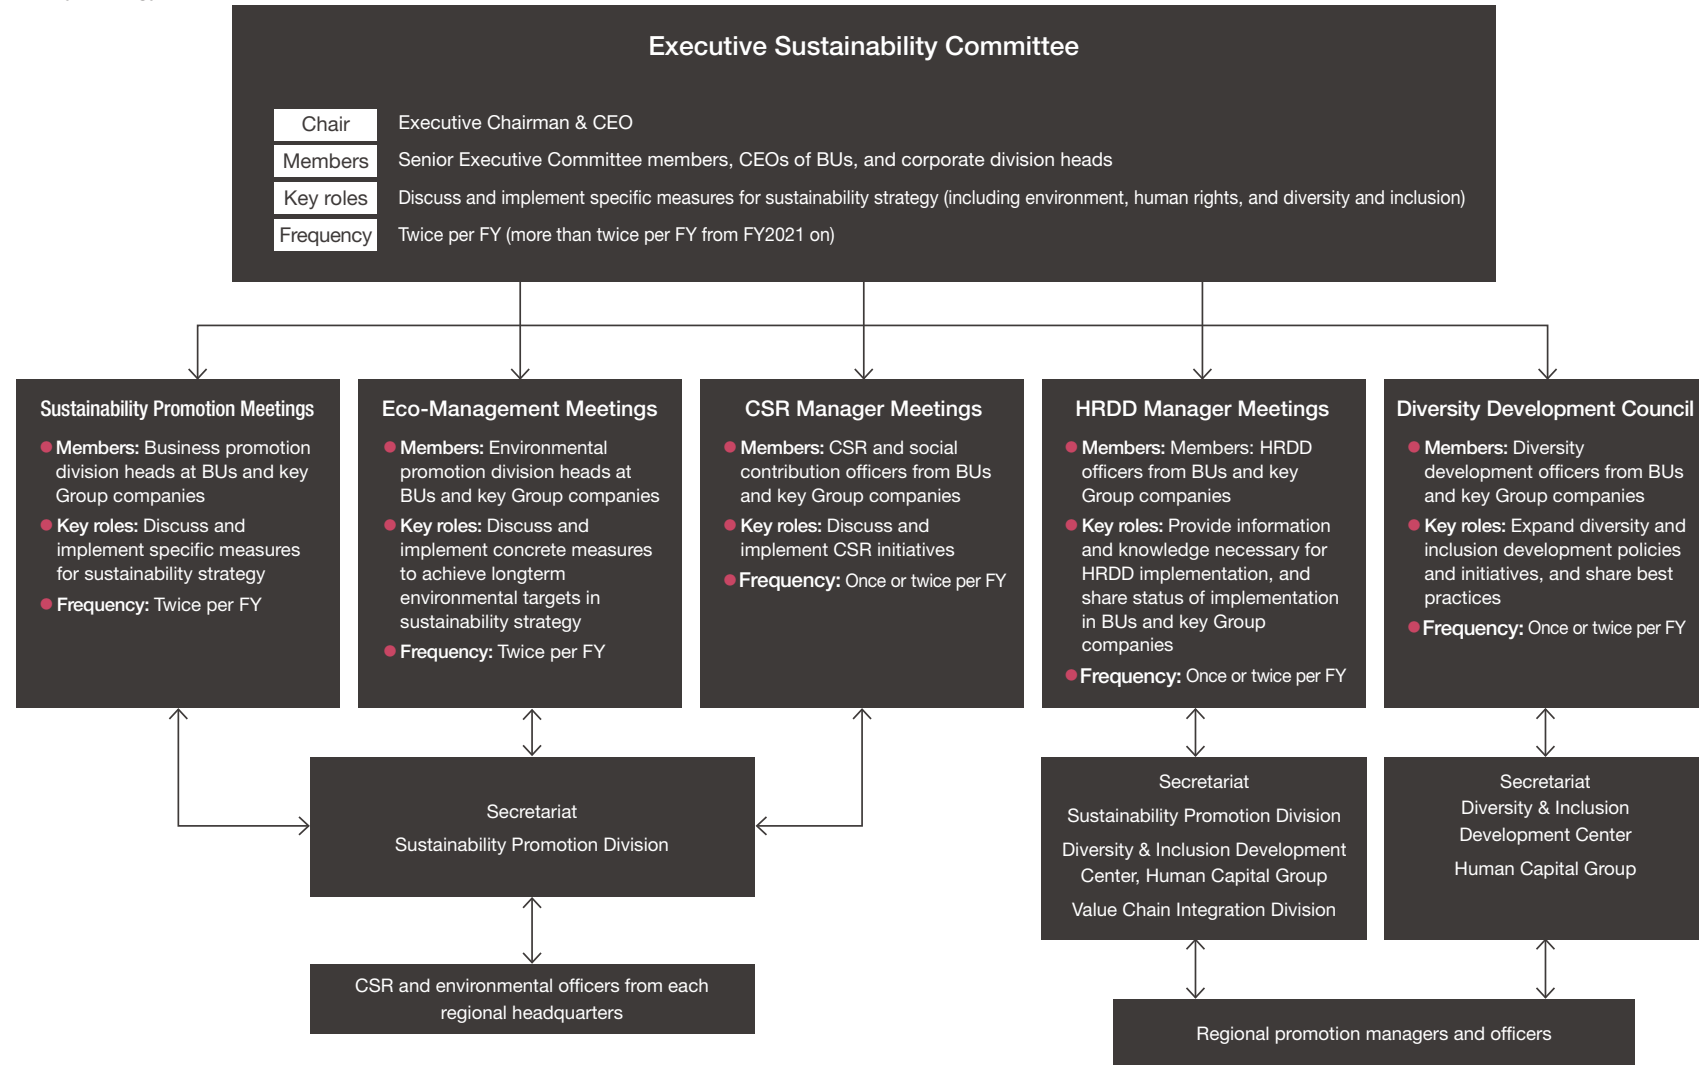 Executive Sustainability Committee
Chair Executive Chairman & CEO
Members Senior Executive Committee members, CEOs of BUs, and corporate division heads
Key roles Discuss and implement specific measures for sustainability strategy (including environment, human rights, and diversity and inclusion)
Frequency Twice per FY (more than twice per FY from FY2021 on)
Sustainability Promotion Meetings
Members: Business promotion
division heads at BUs and key
Group companies
Key roles: Discuss and
implement specific measures
for sustainability strategy
Frequency: Twice per FY
Eco-Management Meetings
Members: Environmental
promotion division heads at
BUs and key Group companies
Key roles: Discuss and
implement concrete measures
to achieve longterm
environmental targets in
sustainability strategy
Frequency: Twice per FY
CSR Manager Meetings
Members: CSR and social
contribution officers from BUs
and key Group companies
Key roles: Discuss and
implement CSR initiatives
Frequency: Once or twice per FY
HRDD Manager Meetings
Members: Members: HRDD
officers from BUs and key
Group companies
Key roles: Provide information
and knowledge necessary for
HRDD implementation, and
share status of implementation
in BUs and key Group
companies
Frequency: Once or twice per FY
Diversity Development Council
Members: Diversity
development officers from BUs
and key Group companies
Key roles: Expand diversity and
inclusion development policies
and initiatives, and share best
practices
Frequency: Once or twice per FY
Secretariat
Sustainability Promotion Division
Secretariat
Sustainability Promotion Division
Diversity & Inclusion Development
Center, Human Capital Group
Value Chain Integration Division
Secretariat
Diversity & Inclusion
Development Center
Human Capital Group
CSR and environmental officers from each
regional headquarters
Regional promotion managers and officers